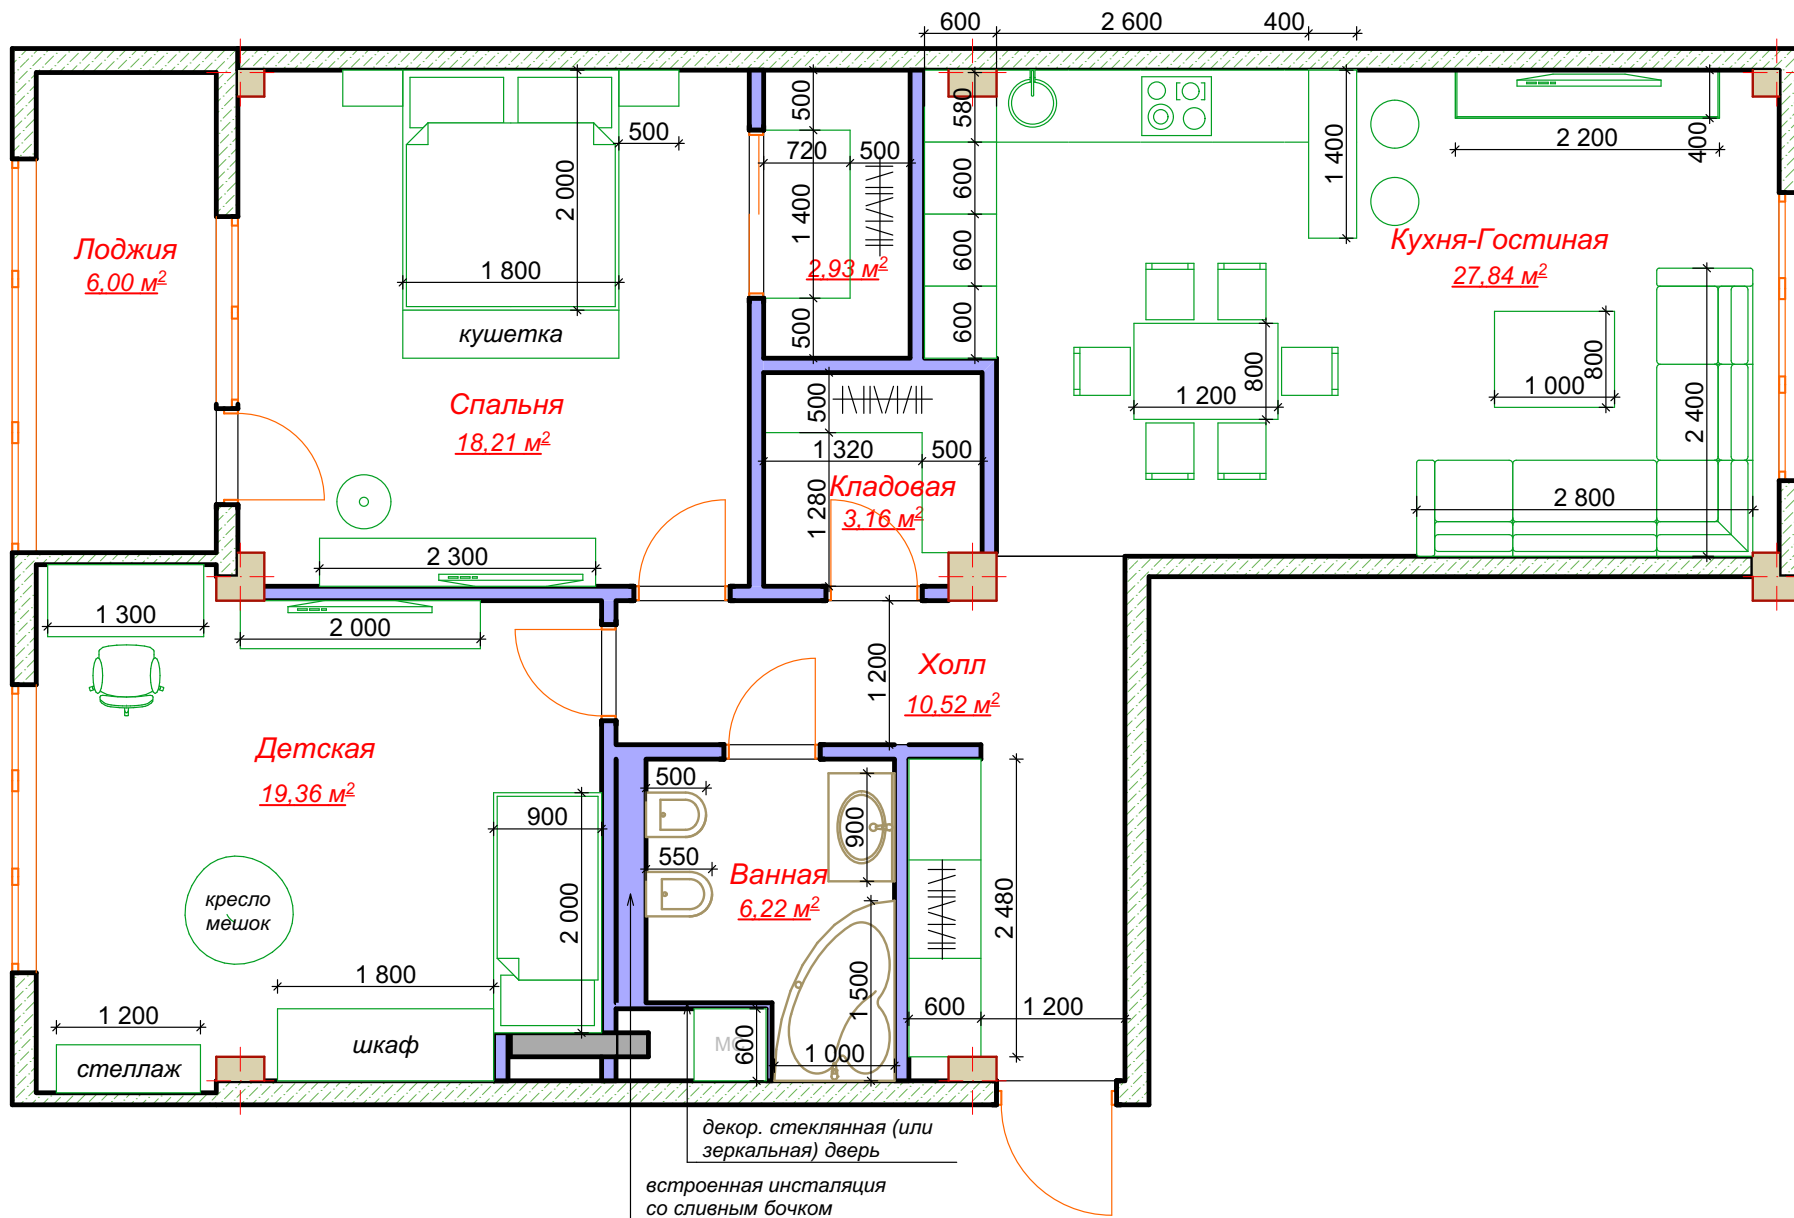 600
2 600
400
500
580
500
2 200
400
720
500
1 400
2 000
1 400
600
Лоджия
6,00 м²
1 800
2,93 м²
600
Кухня-Гостиная
27,84 м²
кушетка
500
600
800
1 200
800
1 000
2 400
Спальня
18,21 м²
500
1 320
500
Кладовая
3,16 м²
1 280
2 800
2 300
1 300
2 000
1 200
Холл
10,52 м²
Детская
19,36 м²
500
900
900
550
Ванная
6,22 м²
кресло
мешок
2 000
2 480
1 800
1 500
600
1 200
1 200
шкаф
МС
600
1 000
стеллаж
декор. стеклянная (или
зеркальная) дверь
встроенная инсталяция
со сливным бочком